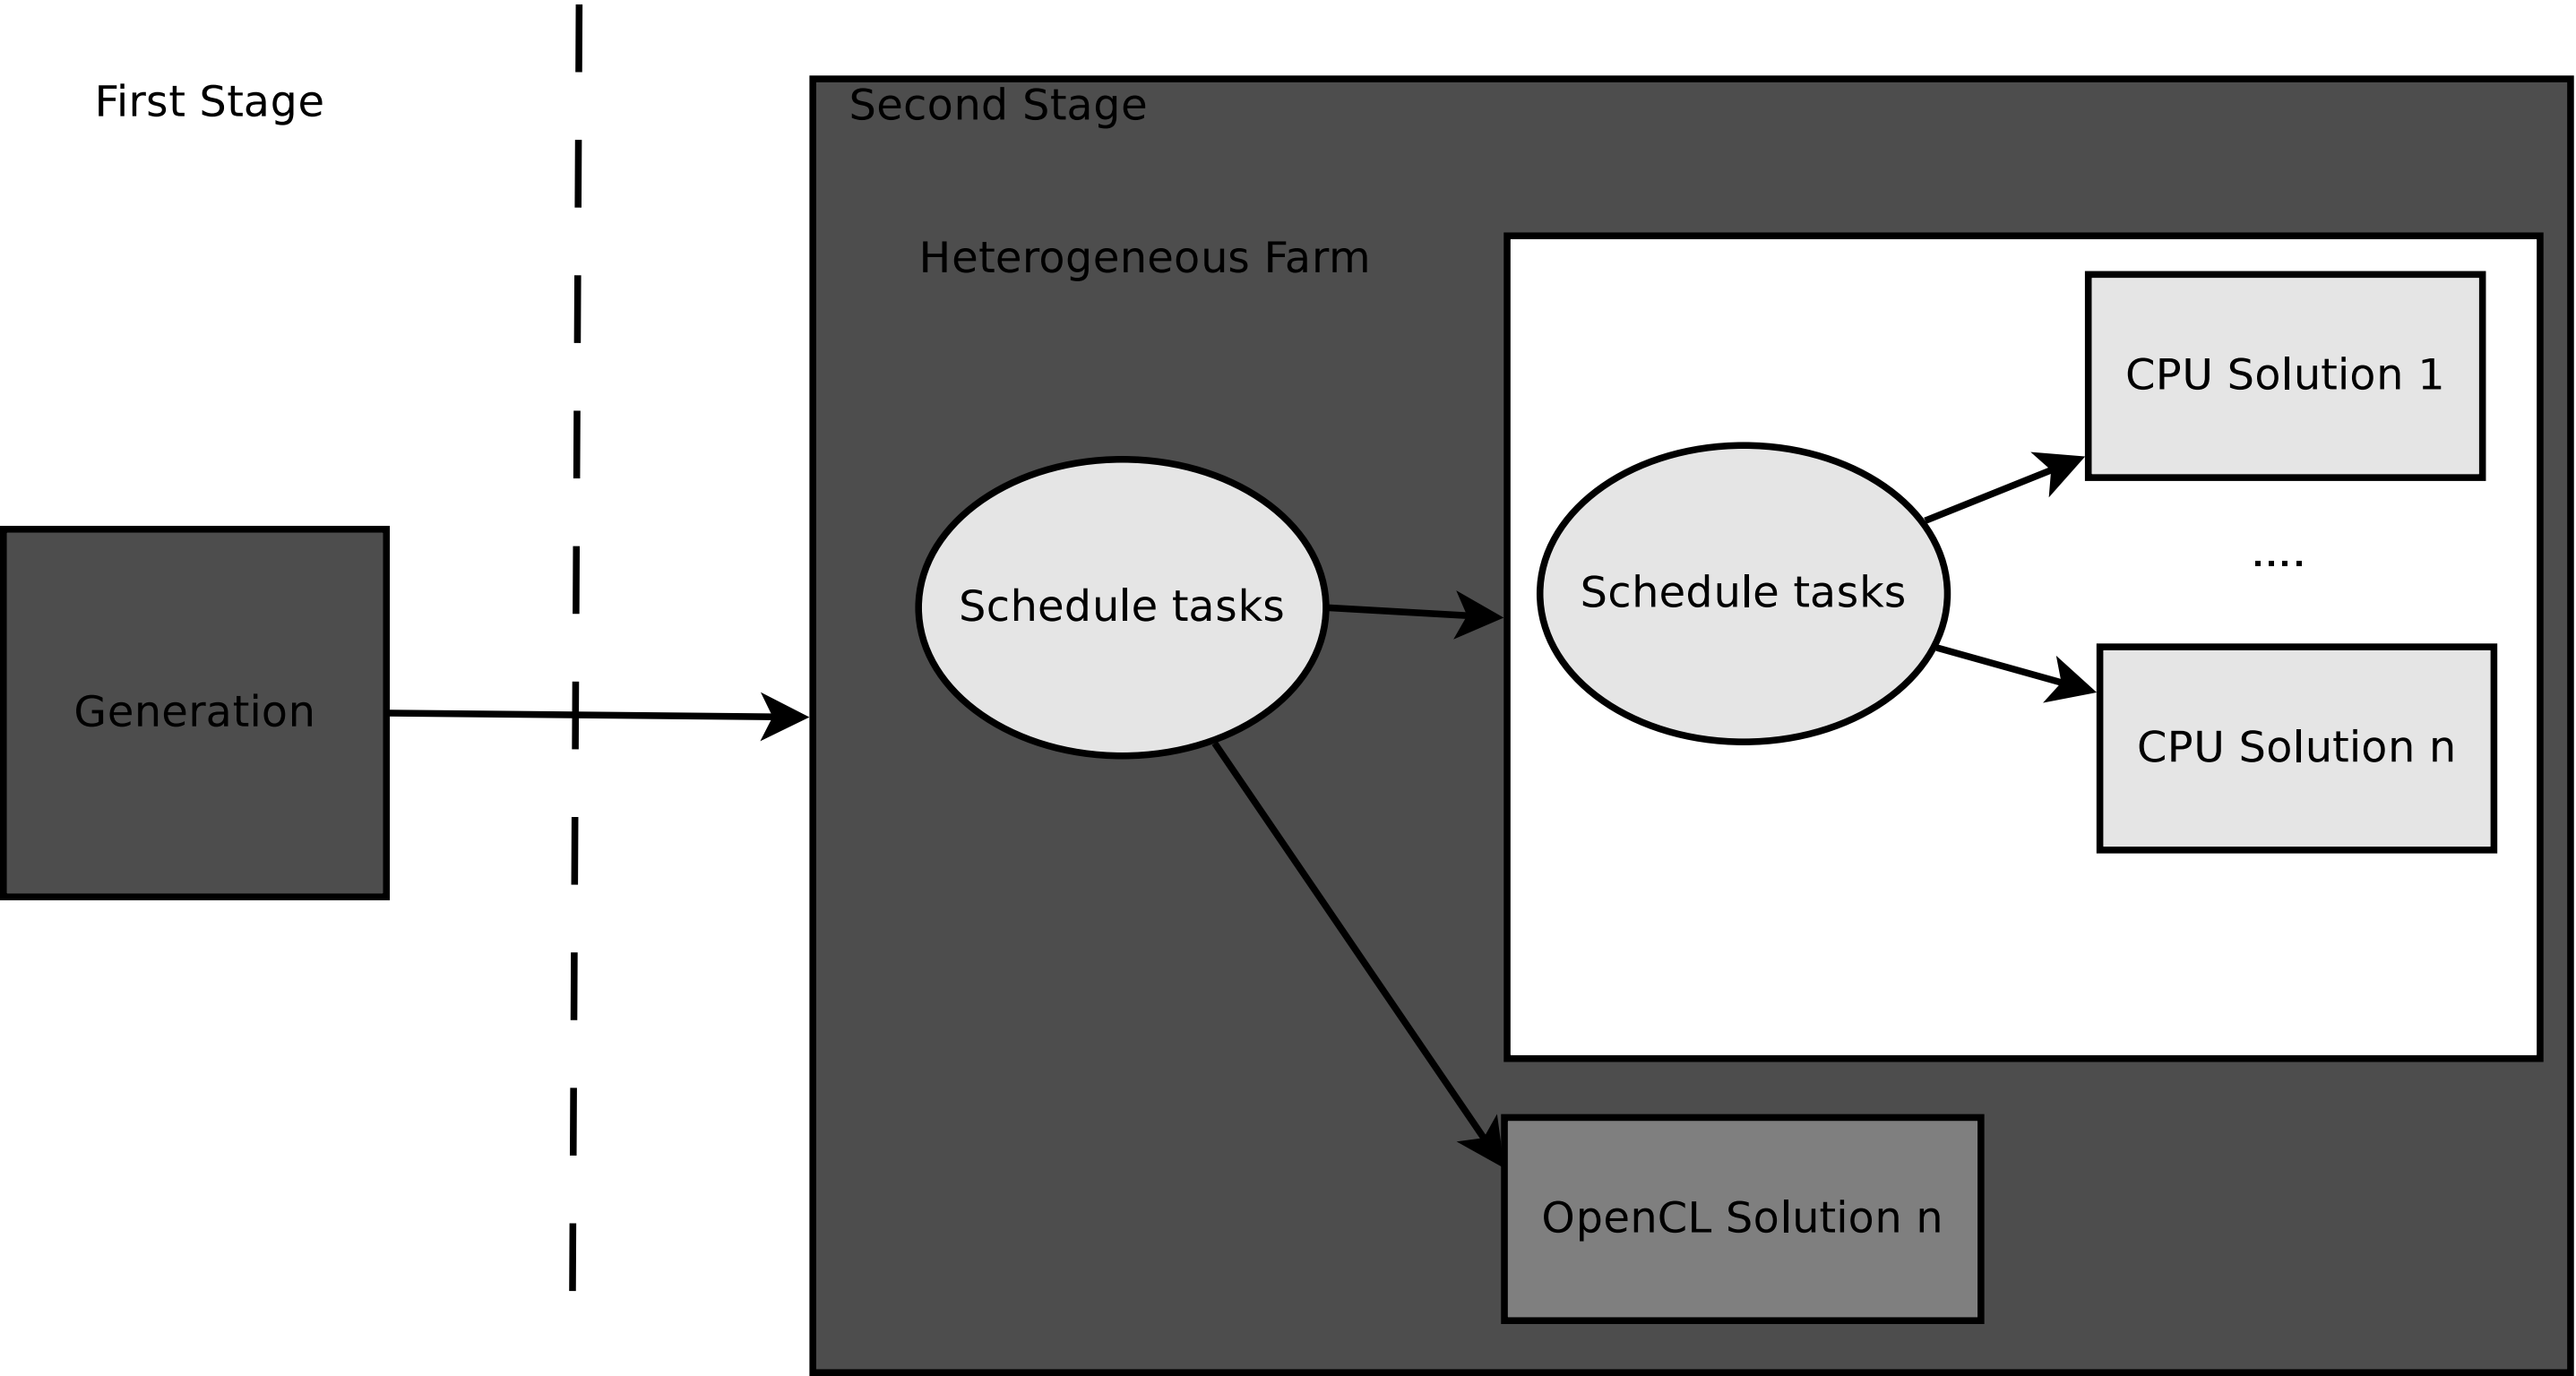 First Stage
Second Stage
Heterogeneous Farm
CPU Solution 1
....
Schedule tasks
Schedule tasks
Generation
CPU Solution n
OpenCL Solution n